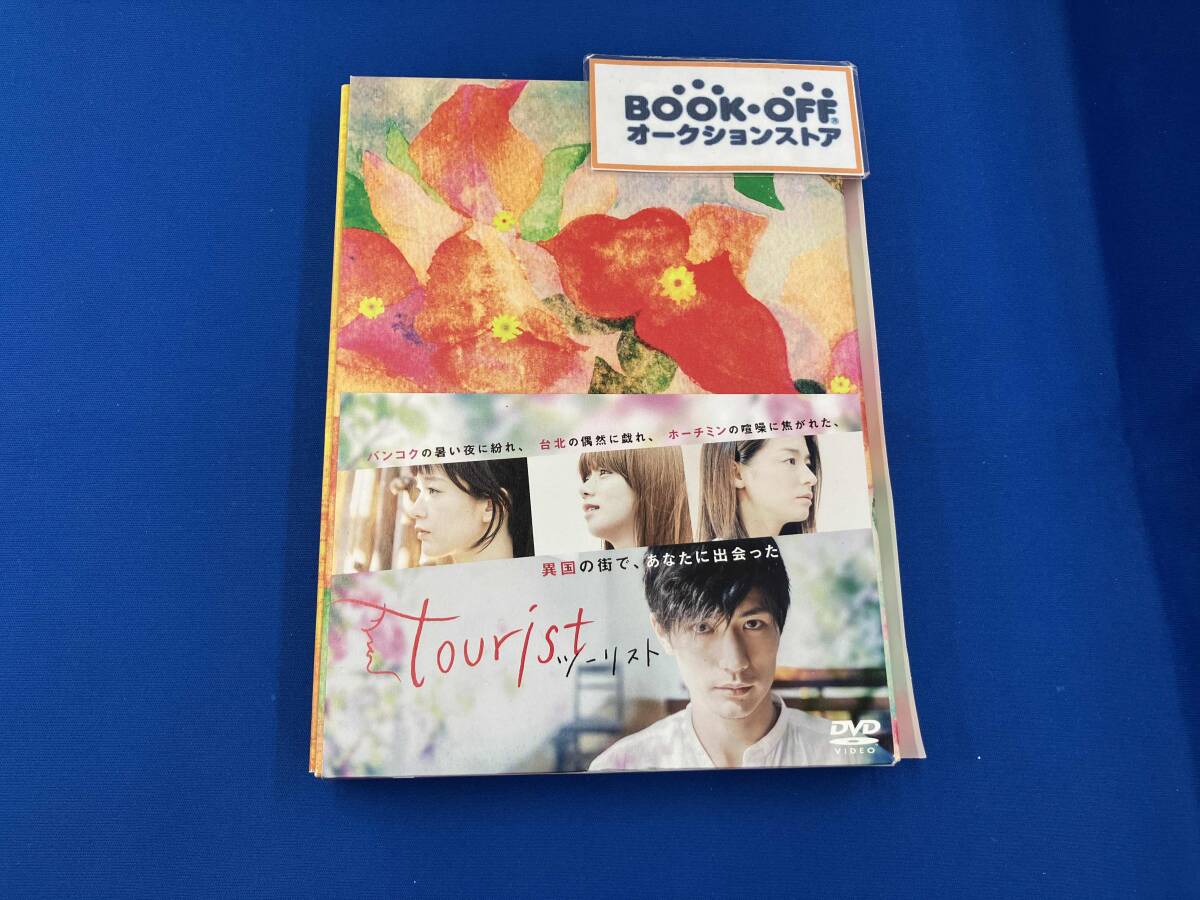 BOOK・OFF®
オークションストア
バンコクの暑い夜に紛れ、 台北の偶然に戯れ、 ホーチミンの喧噪に焦がれた、
異国の街で、あなたに出会った
tourist
ツーリスト
DVD
VIDEO